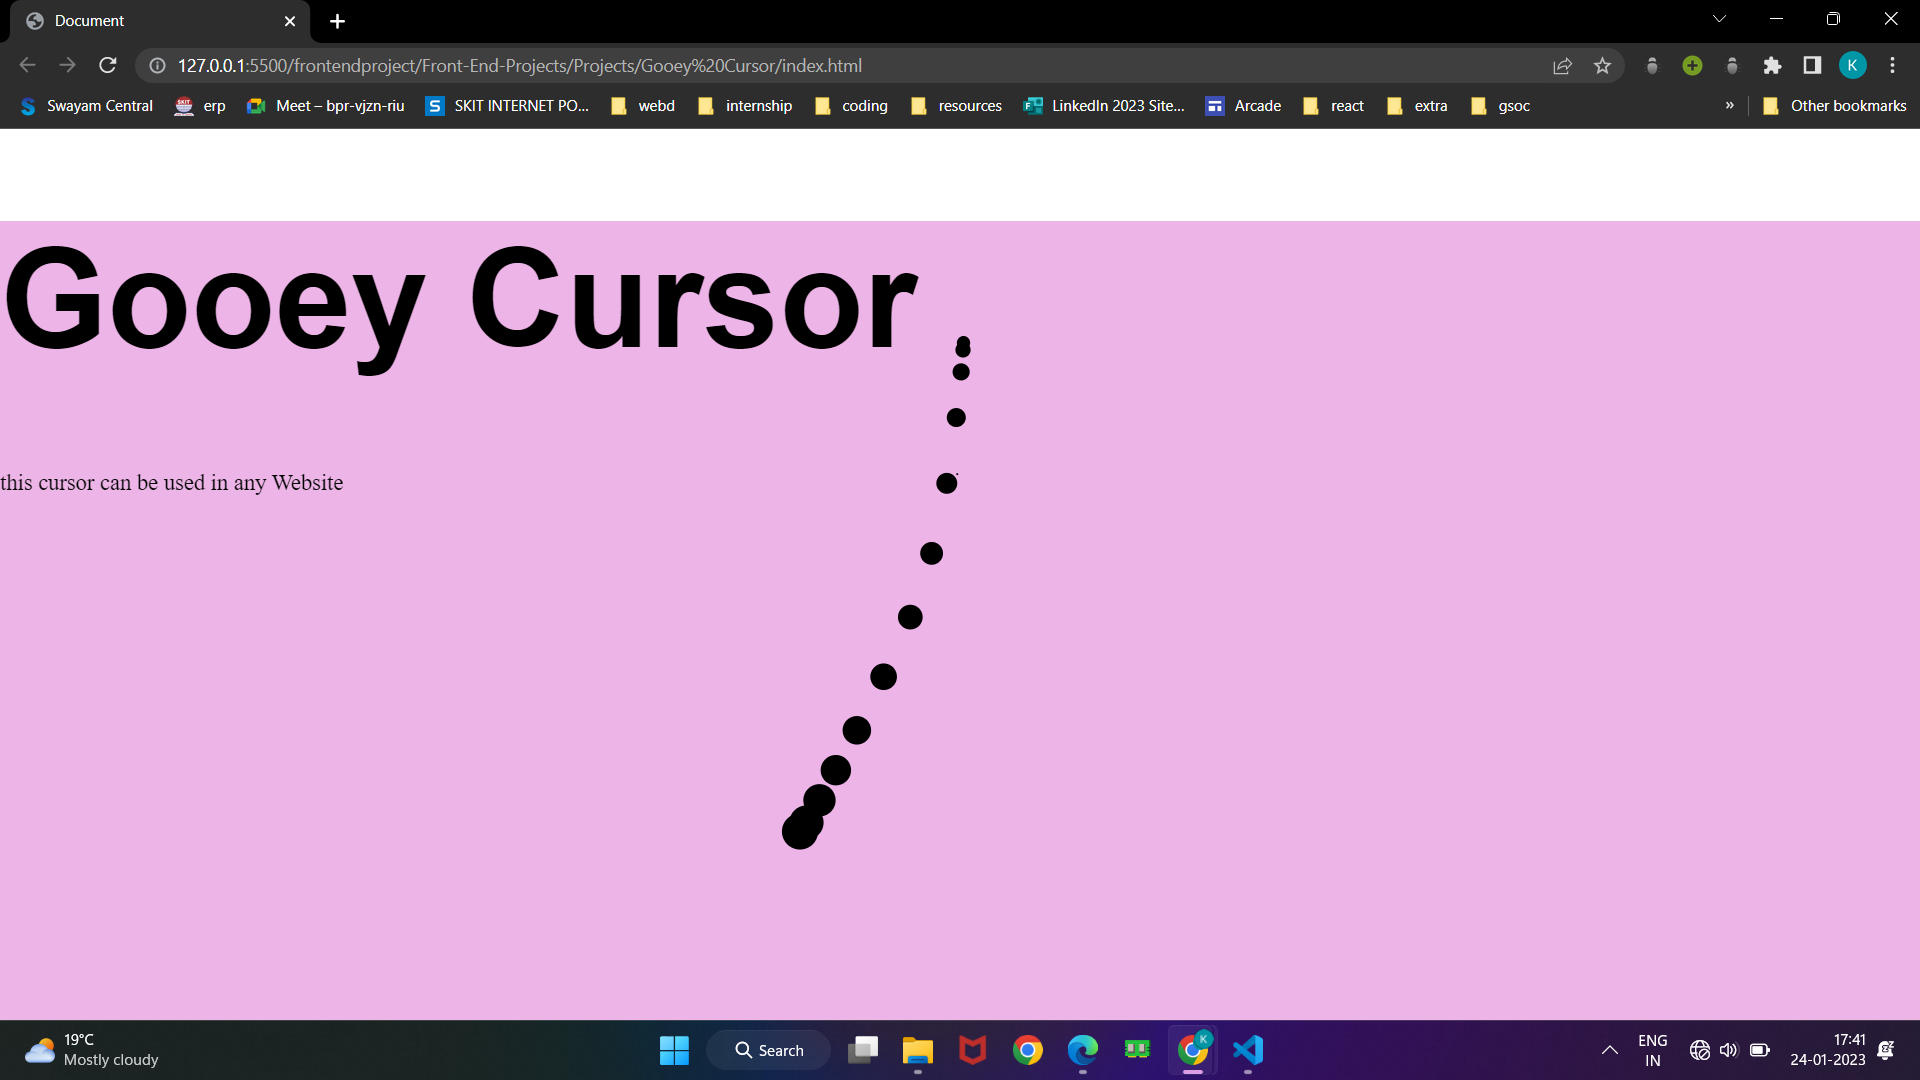 Document
127.0.0.1:5500/frontendproject/Front-End-Projects/Projects/Gooey%20Cursor/index.html
K
Swayam Central
erp
Meet – bpr-vjzn-riu
S
SKIT INTERNET PO...
webd
internship
coding
resources
LinkedIn 2023 Site...
Arcade
react
extra
gsoc
»
Other bookmarks
Gooey Cursor
this cursor can be used in any Website
19°C
Mostly cloudy
Search
K
ENG
IN
17:41
24-01-2023